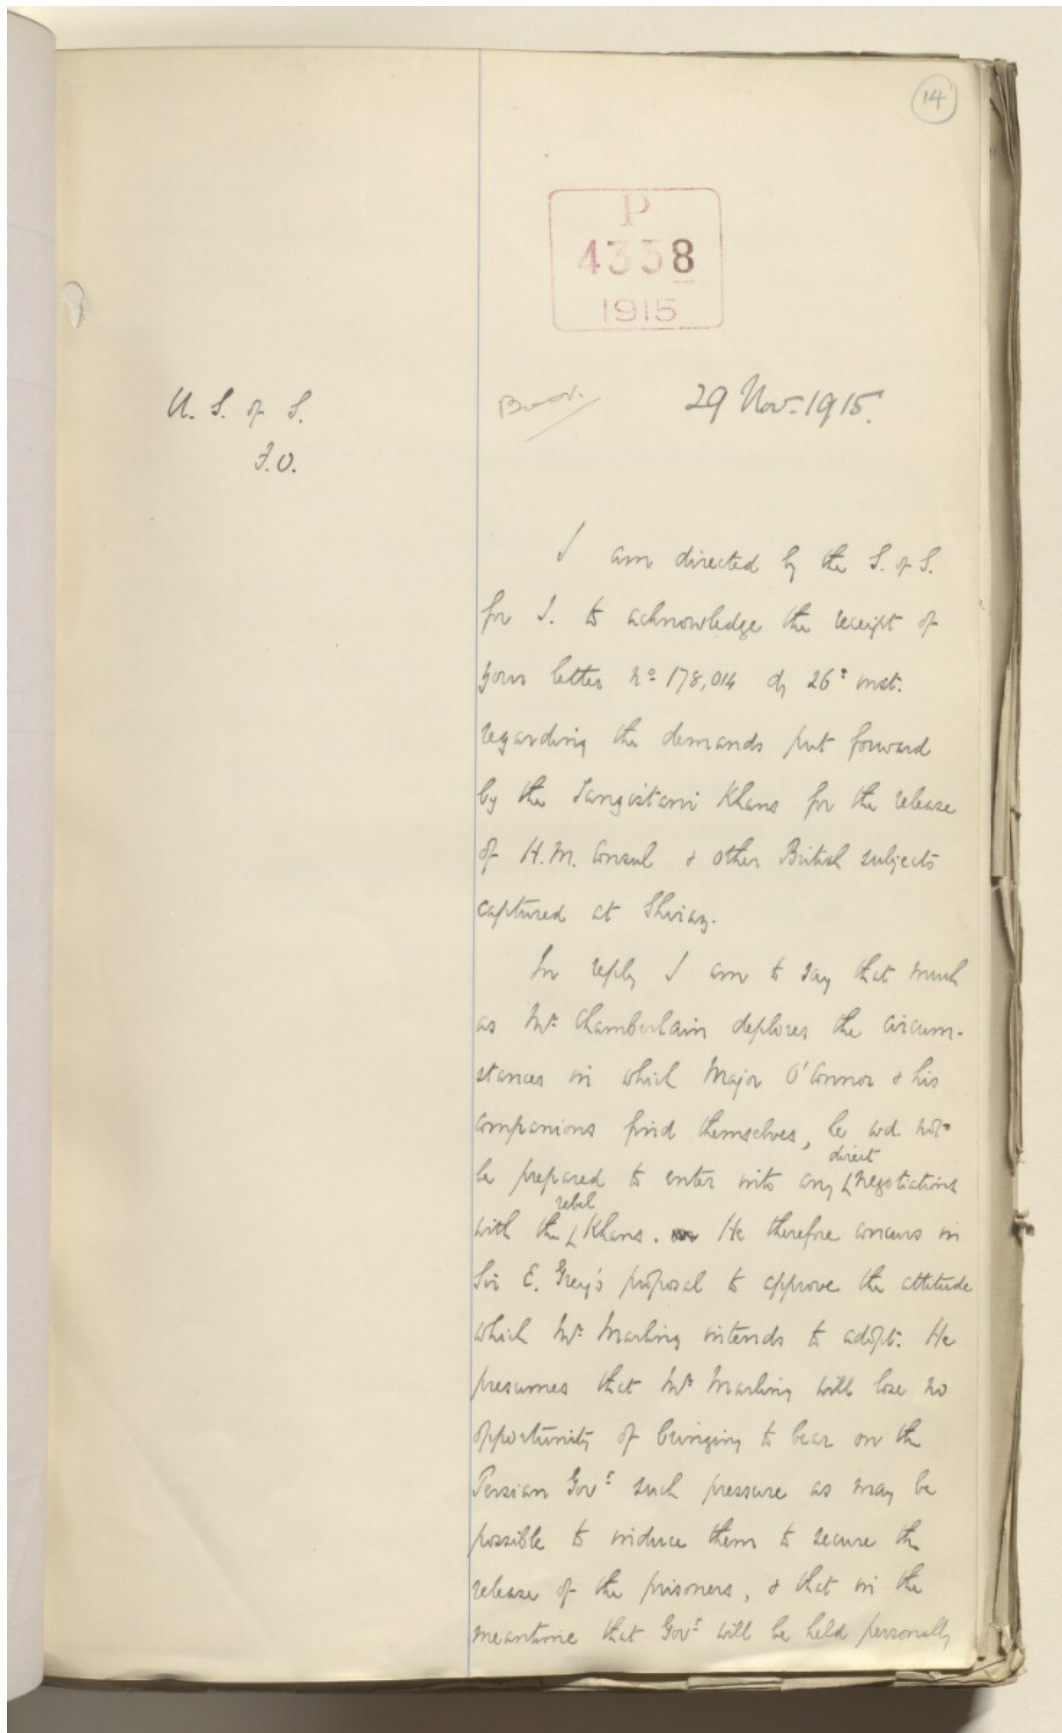 14
P
4358
1915
U. S. of S.
F.O.
29 Nov. 1915.
I am directed by the S. of S.
for I. to acknowledge the receipt of
your letter No 178,014 of 26th inst.
regarding the demands put forward
by the Tangistani Khans for the release
of H.M. Consul & other British subjects
captured at Shiraz.
In reply I am to say that much
as Mr Chamberlain deplores the circum-
stances in which Major O'Connor & his
companions find themselves, he wd. not
direct
be prepared to enter into any negotiations
rebel
with the Khans. He therefore concurs in
Sir E. Grey's proposal to approve the attitude
which Mr Marling intends to adopt. He
presumes that Mr Marling will lose no
opportunity of bringing to bear on the
Persian Govt such pressure as may be
possible to induce them to secure the
release of the prisoners, & that in the
meantime that Govt will be held personally